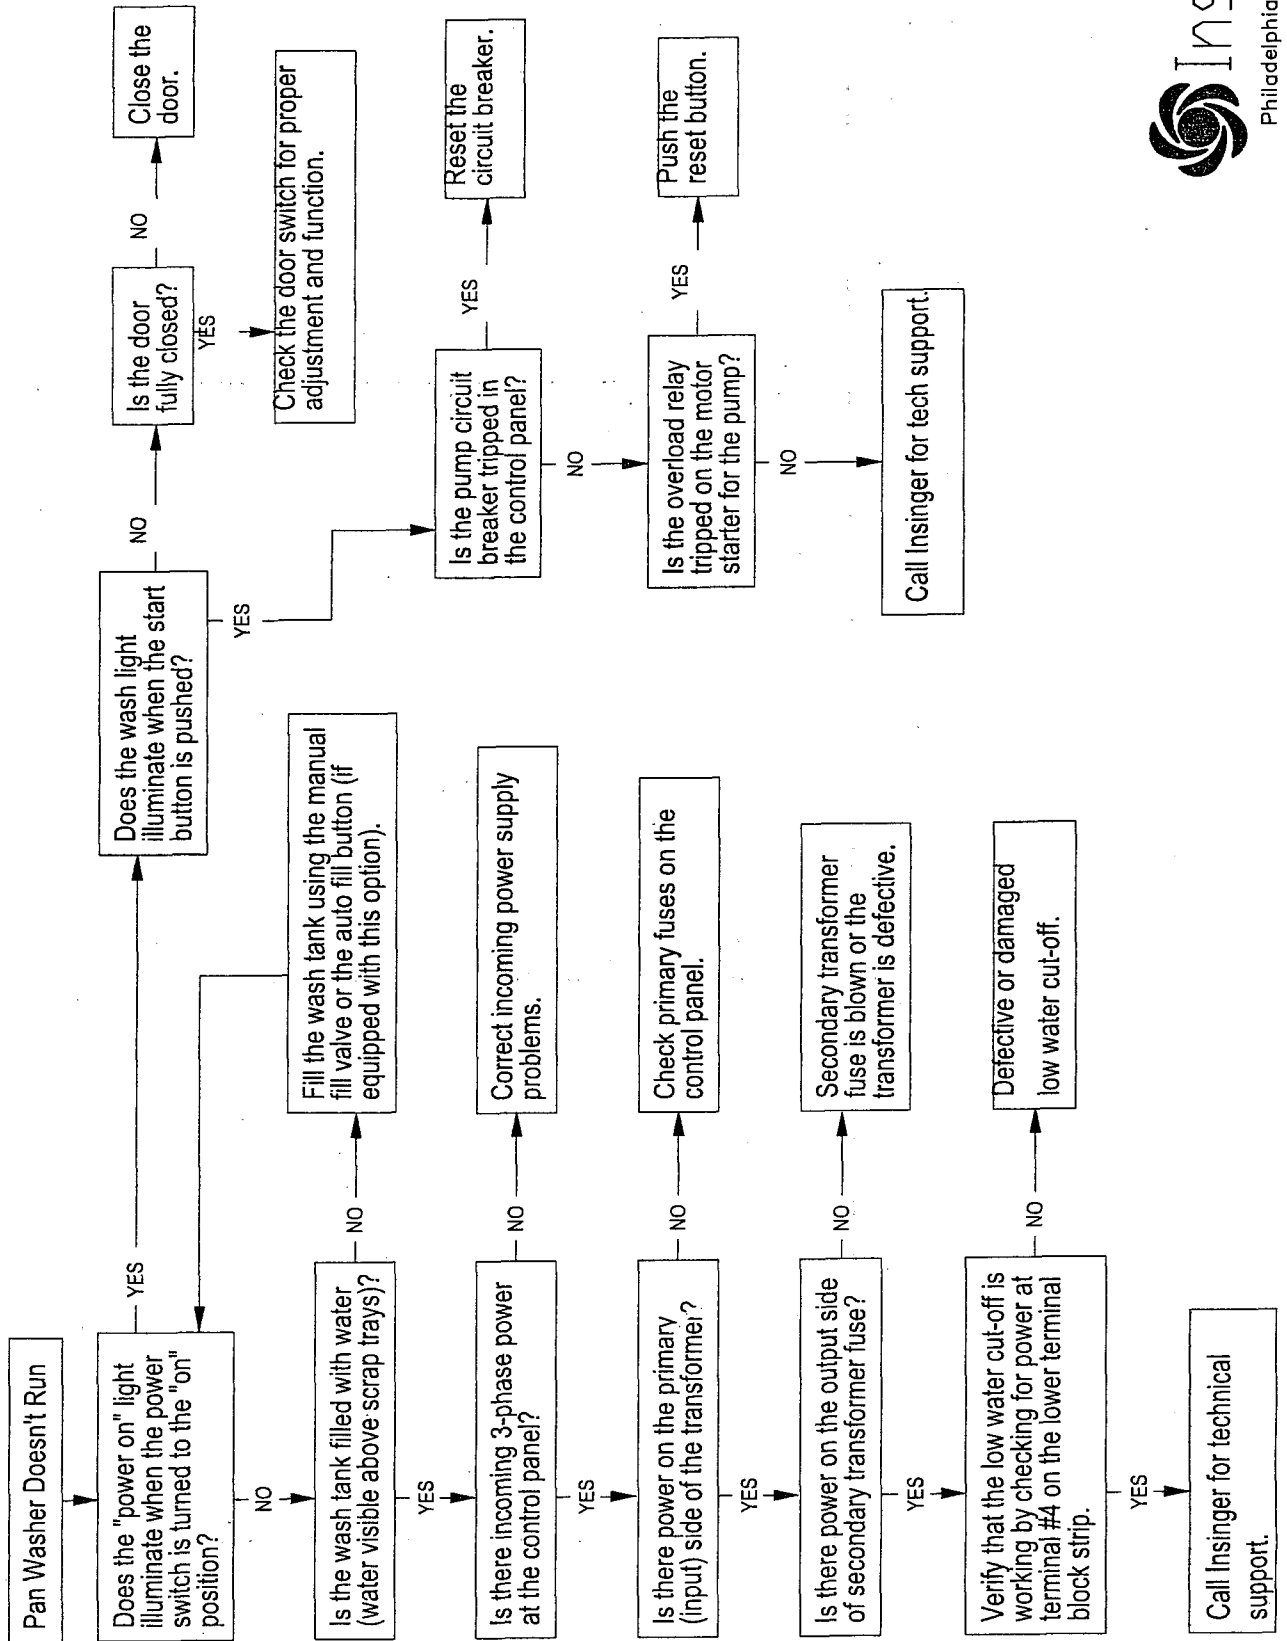 Pan Washer Doesn't Run
Does the "power on" light
illuminate when the power
switch is turned to the "on"
position?
YES
NO
Is the wash tank filled with water
(water visible above scrap trays)?
NO
YES
Fill the wash tank using the manual
fill valve or the auto fill button (if
equipped with this option).
Is there incoming 3-phase power
at the control panel?
NO
YES
Correct incoming power supply
problems.
Is there power on the primary
(input) side of the transformer?
NO
YES
Check primary fuses on the
control panel.
Is there power on the output side
of secondary transformer fuse?
NO
YES
Secondary transformer
fuse is blown or the
transformer is defective.
Verify that the low water cut-off is
working by checking for power at
terminal #4 on the lower terminal
block strip.
NO
YES
Defective or damaged
low water cut-off.
Call Insinger for technical
support.
Does the wash light
illuminate when the start
button is pushed?
NO
YES
Is the door
fully closed?
NO
YES
Close the
door.
Check the door switch for proper
adjustment and function.
Is the pump circuit
breaker tripped in
the control panel?
YES
NO
Reset the
circuit breaker.
Is the overload relay
tripped on the motor
starter for the pump?
YES
NO
Push the
reset button.
Call Insinger for tech support.
Philadelphia